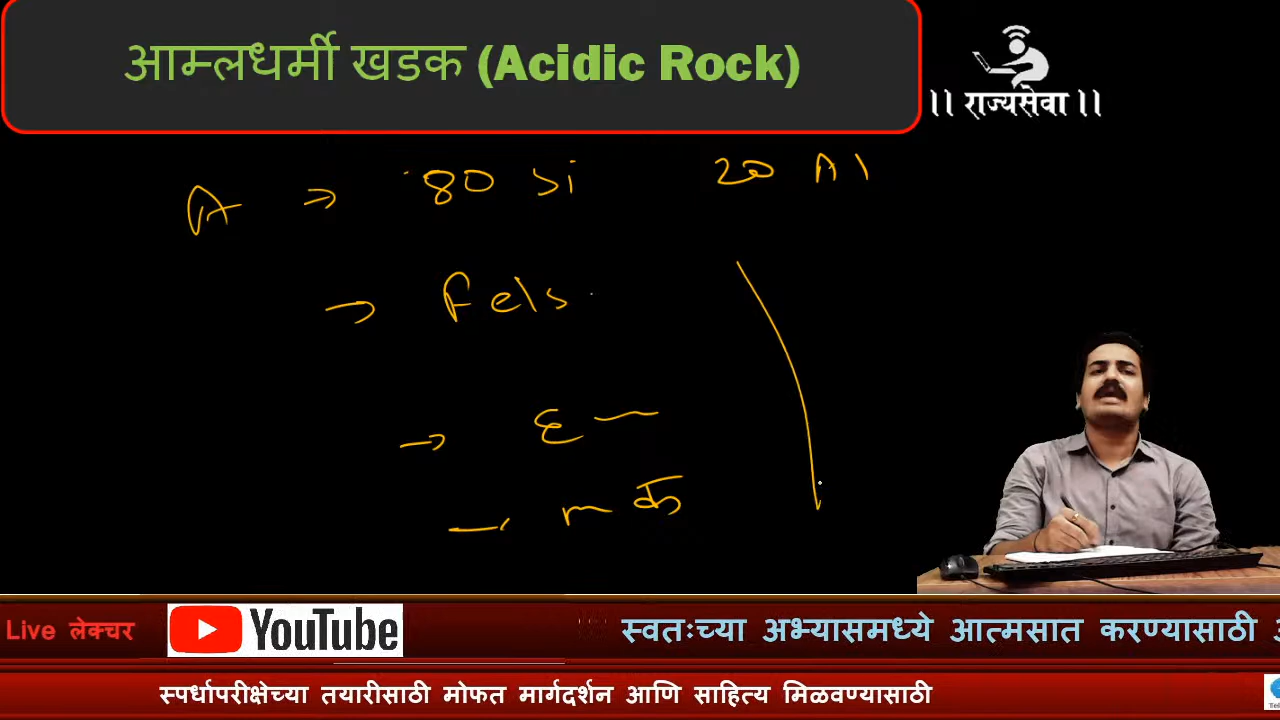 आम्लधर्मी खडक (Acidic Rock)
|| राज्यसेवा ||
A → 80 Si 20 Al
→ Fels
→
→
Live लेक्चर
YouTube
स्वतःच्या अभ्यासमध्ये आत्मसात करण्यासाठी
स्पर्धापरीक्षेच्या तयारीसाठी मोफत मार्गदर्शन आणि साहित्य मिळवण्यासाठी